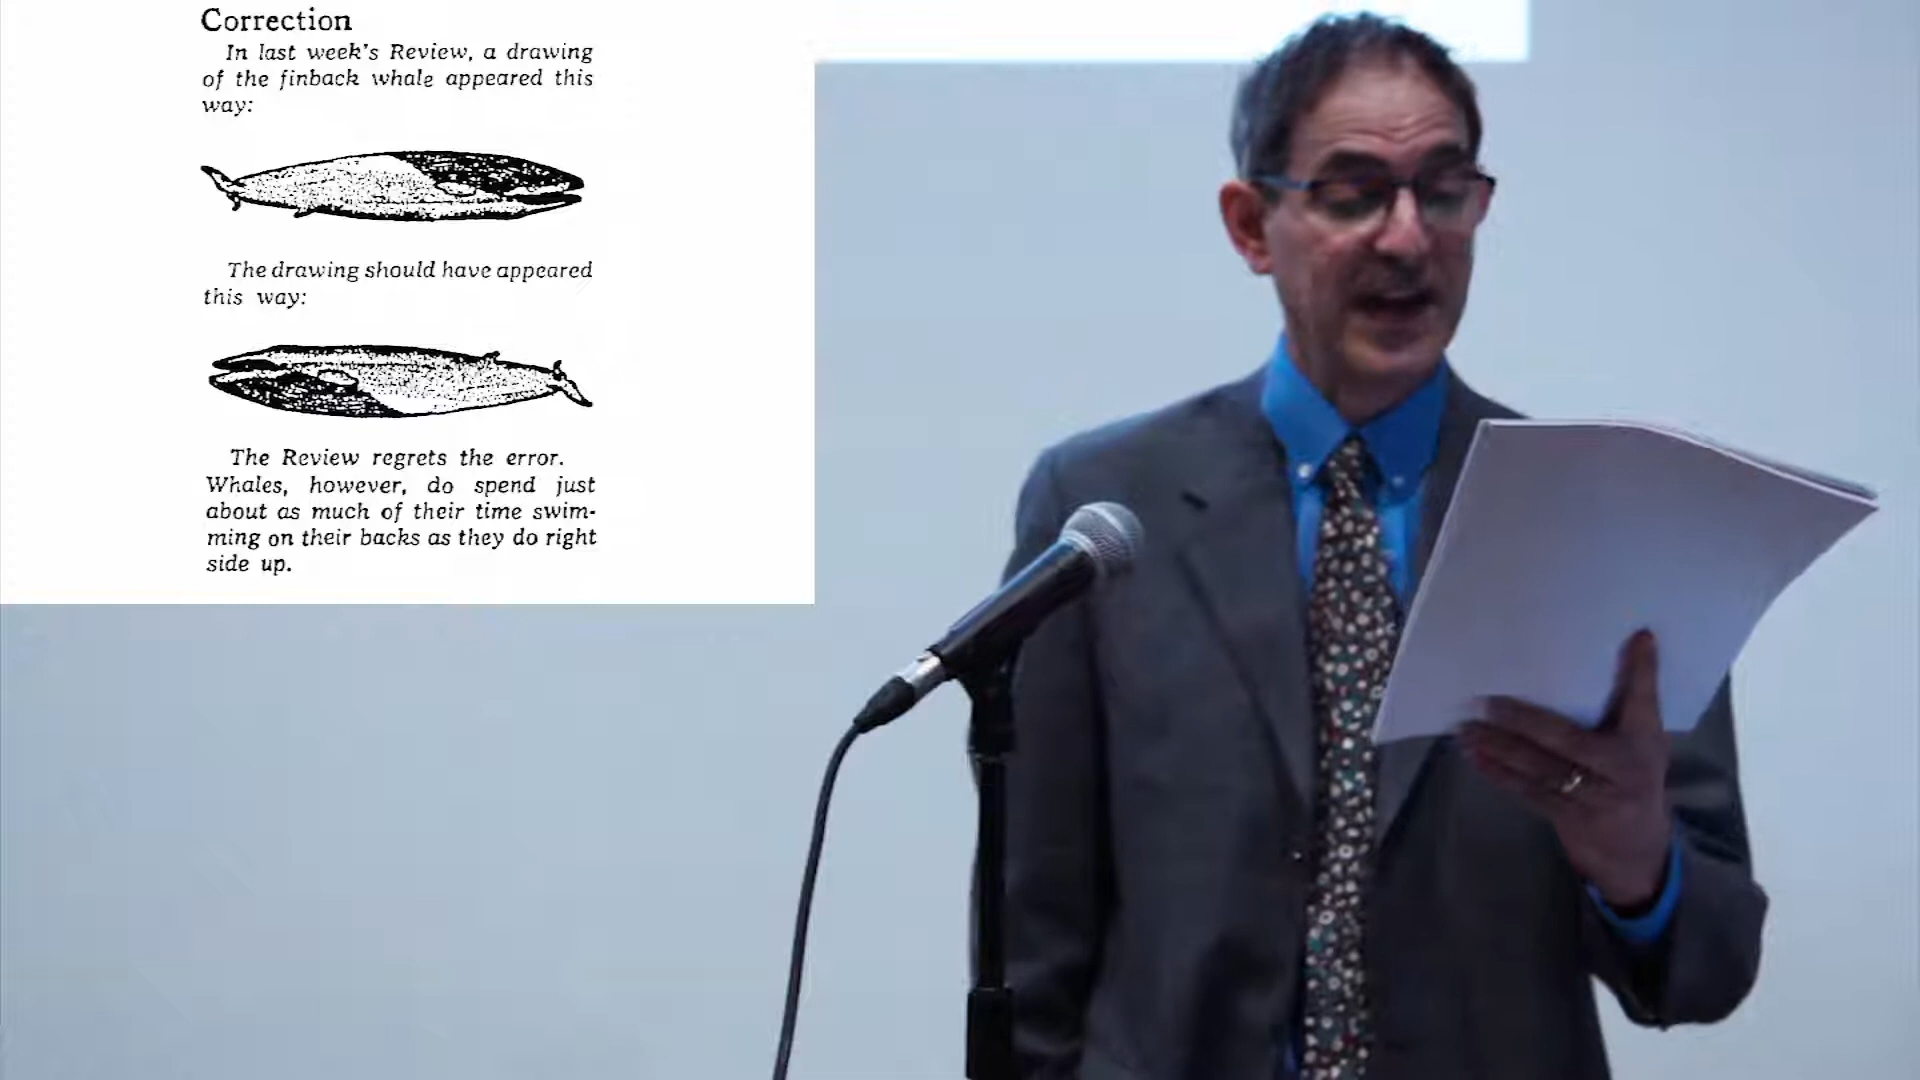 Correction
In last week's Review, a drawing
of the finback whale appeared this
way:
The drawing should have appeared
this way:
The Review regrets the error.
Whales, however, do spend just
about as much of their time swim-
ming on their backs as they do right
side up.